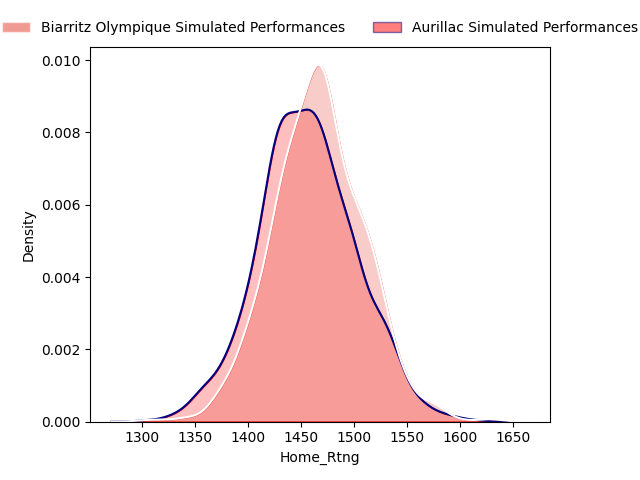 Biarritz Olympique Simulated Performances
Aurillac Simulated Performances
0.010
0.008
0.006
0.004
0.002
0.000
Density
1300 1350 1400 1450 1500 1550 1600 1650
Home_Rtng